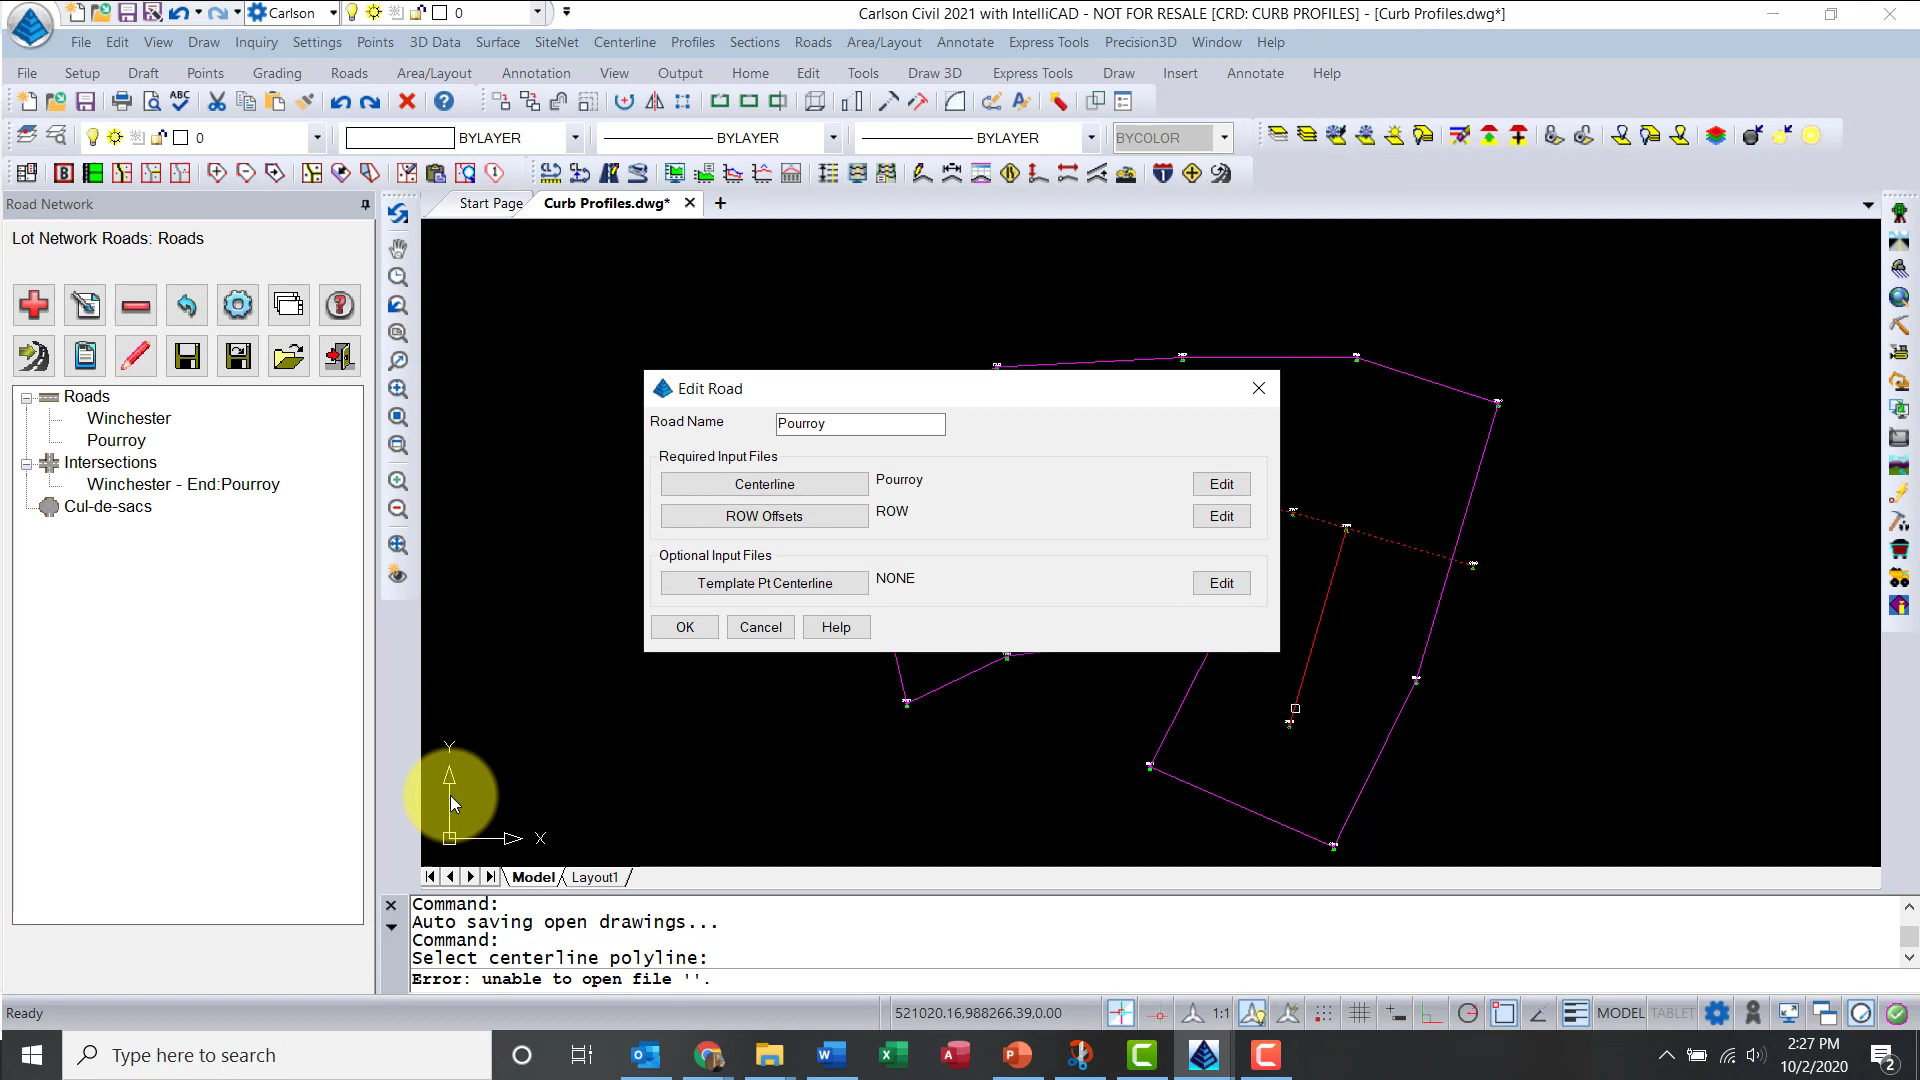 Carlson
0
Carlson Civil 2021 with IntelliCAD - NOT FOR RESALE [CRD: CURB PROFILES] - [Curb Profiles.dwg*]
File Edit View Draw Inquiry Settings Points 3D Data Surface SiteNet Centerline Profiles Sections Roads Area/Layout Annotate Express Tools Precision3D Window Help
File Setup Draft Points Grading Roads Area/Layout Annotation View Output Home Edit Tools Draw 3D Express Tools Draw Insert Annotate Help
0 BYLAYER BYLAYER BYLAYER BYCOLOR
Road Network
Start Page Curb Profiles.dwg*
Lot Network Roads: Roads
Roads
Winchester
Pourroy
Intersections
Winchester - End:Pourroy
Cul-de-sacs
Edit Road
Road Name Pourroy
Required Input Files
Centerline Pourroy Edit
ROW Offsets ROW Edit
Optional Input Files
Template Pt Centerline NONE Edit
OK Cancel Help
Y
X
Model Layout1
Command:
Auto saving open drawings...
Command:
Select centerline polyline:
Error: unable to open file ''.
Ready 521020.16,988266.39,0.00 1:1 MODEL TABLET
Type here to search
2:27 PM
10/2/2020
2